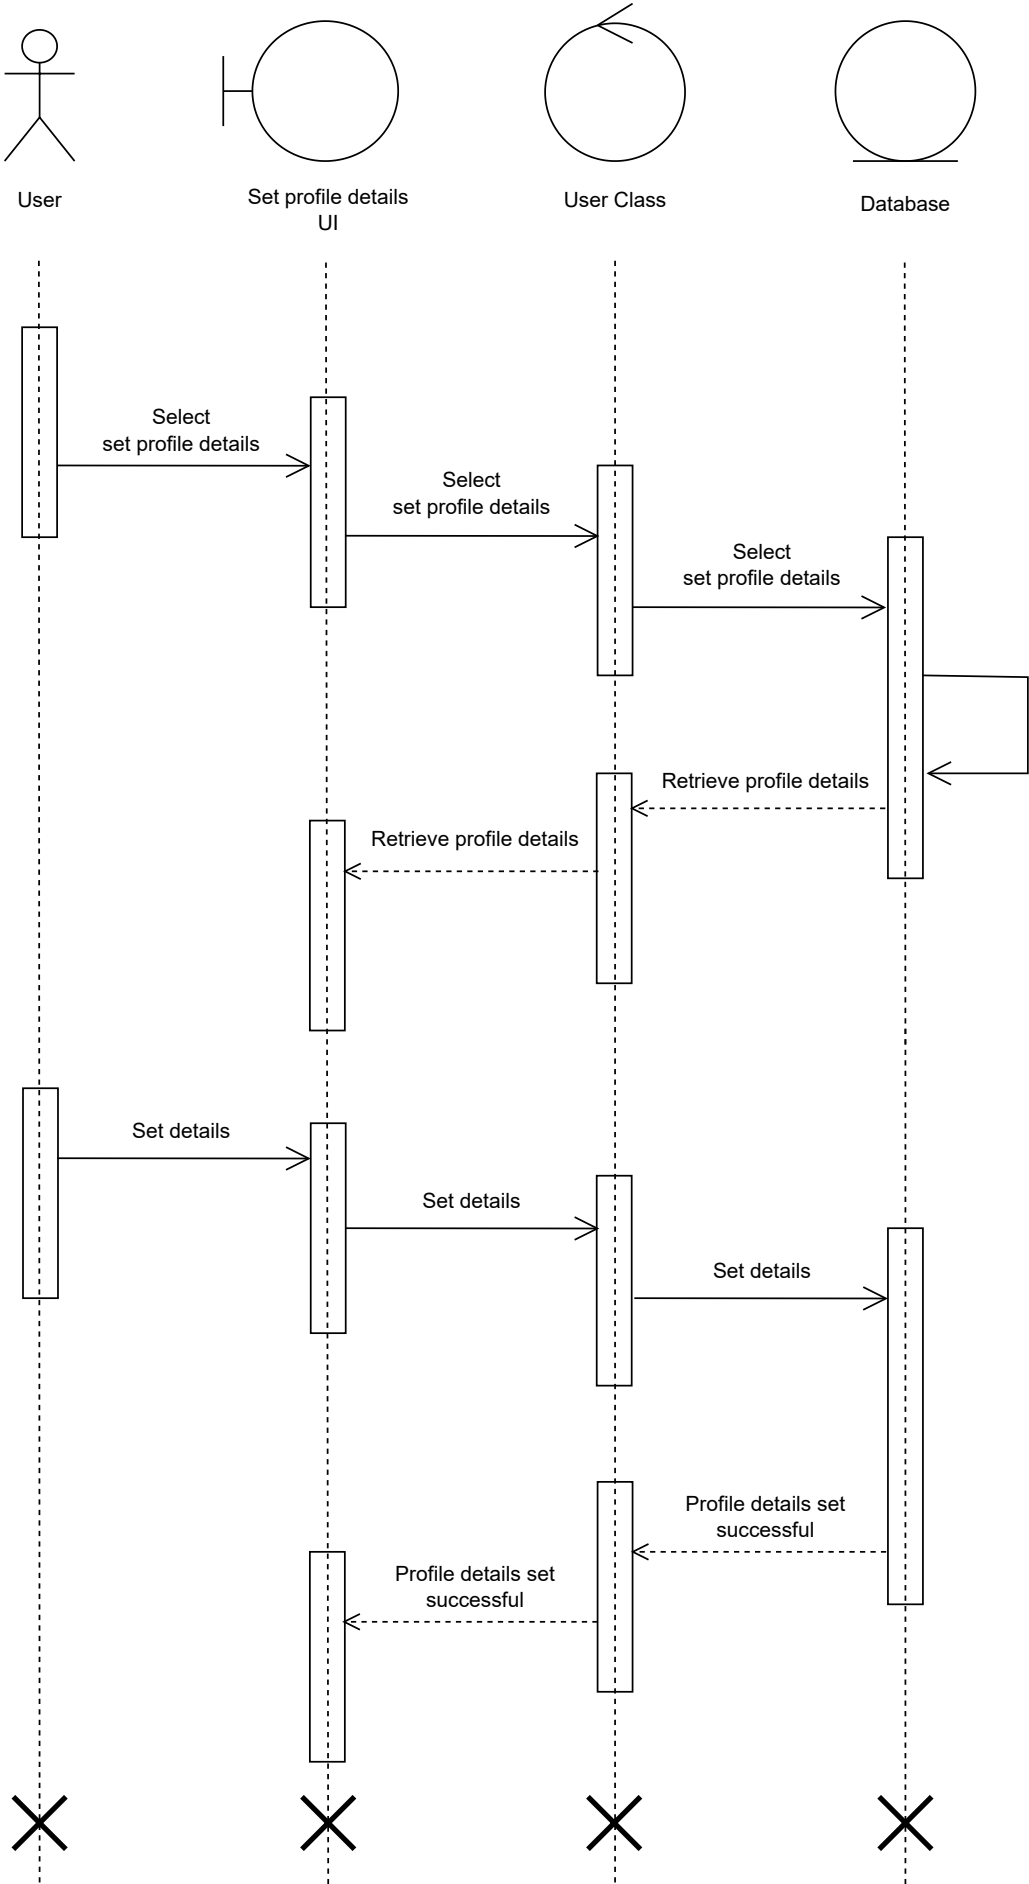 User
Set profile details
UI
User Class
Database
Select
set profile details
Select
set profile details
Select
set profile details
Retrieve profile details
Retrieve profile details
Set details
Set details
Set details
Profile details set
successful
Profile details set
successful